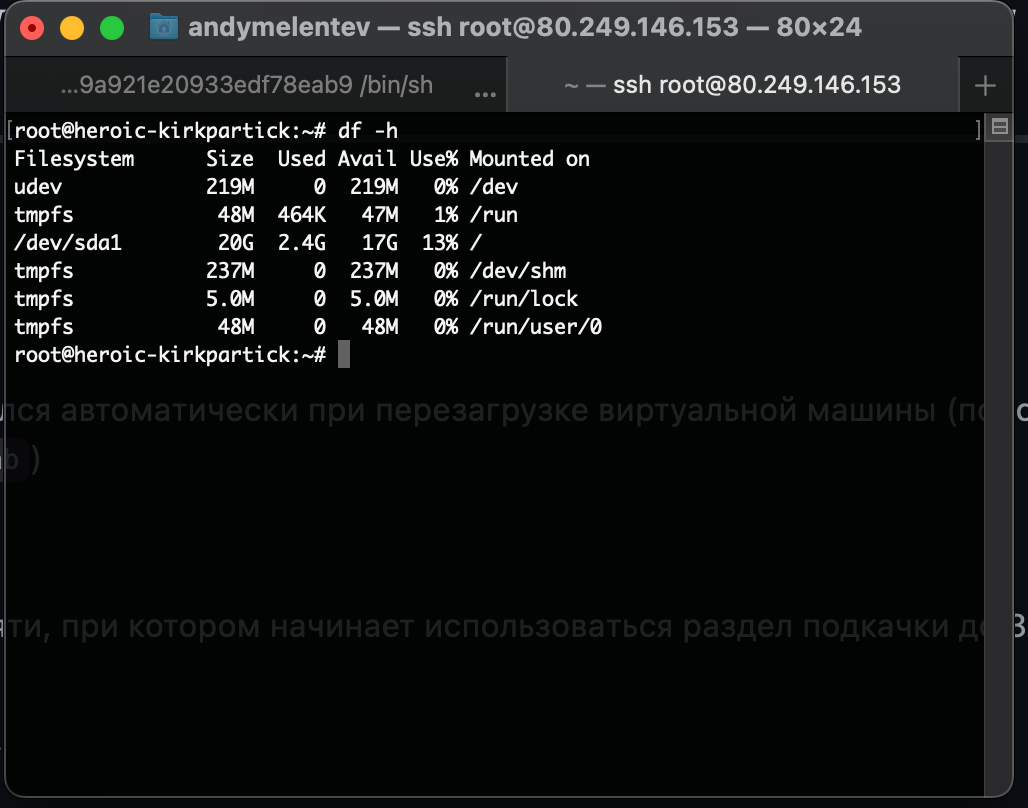 andymelentev — ssh root@80.249.146.153 — 80×24
...9a921e20933edf78eab9 /bin/sh ...
~ — ssh root@80.249.146.153
[root@heroic-kirkpartick:~# df -h ]
Filesystem Size Used Avail Use% Mounted on
udev 219M 0 219M 0% /dev
tmpfs 48M 464K 47M 1% /run
/dev/sda1 20G 2.4G 17G 13% /
tmpfs 237M 0 237M 0% /dev/shm
tmpfs 5.0M 0 5.0M 0% /run/lock
tmpfs 48M 0 48M 0% /run/user/0
root@heroic-kirkpartick:~#
лся автоматически при перезагрузке виртуальной машины (по
b )
ти, при котором начинает использоваться раздел подкачки до